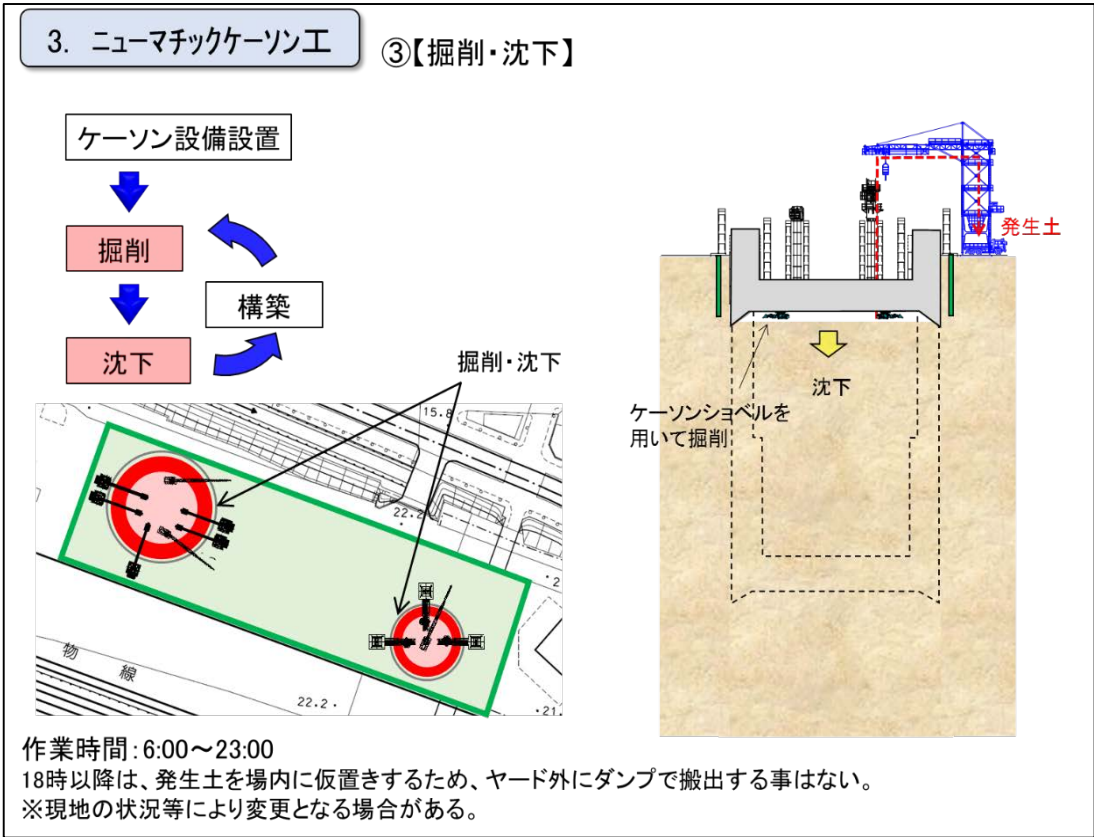 3. ニューマチックケーソン工
③【掘削・沈下】
ケーソン設備設置
掘削
構築
沈下
掘削・沈下
15.8
22.2
22.2
物線
発生土
沈下
ケーソンショベルを
用いて掘削
作業時間：6:00～23:00
18時以降は、発生土を場内に仮置きするため、ヤード外にダンプで搬出する事はない。
※現地の状況等により変更となる場合がある。